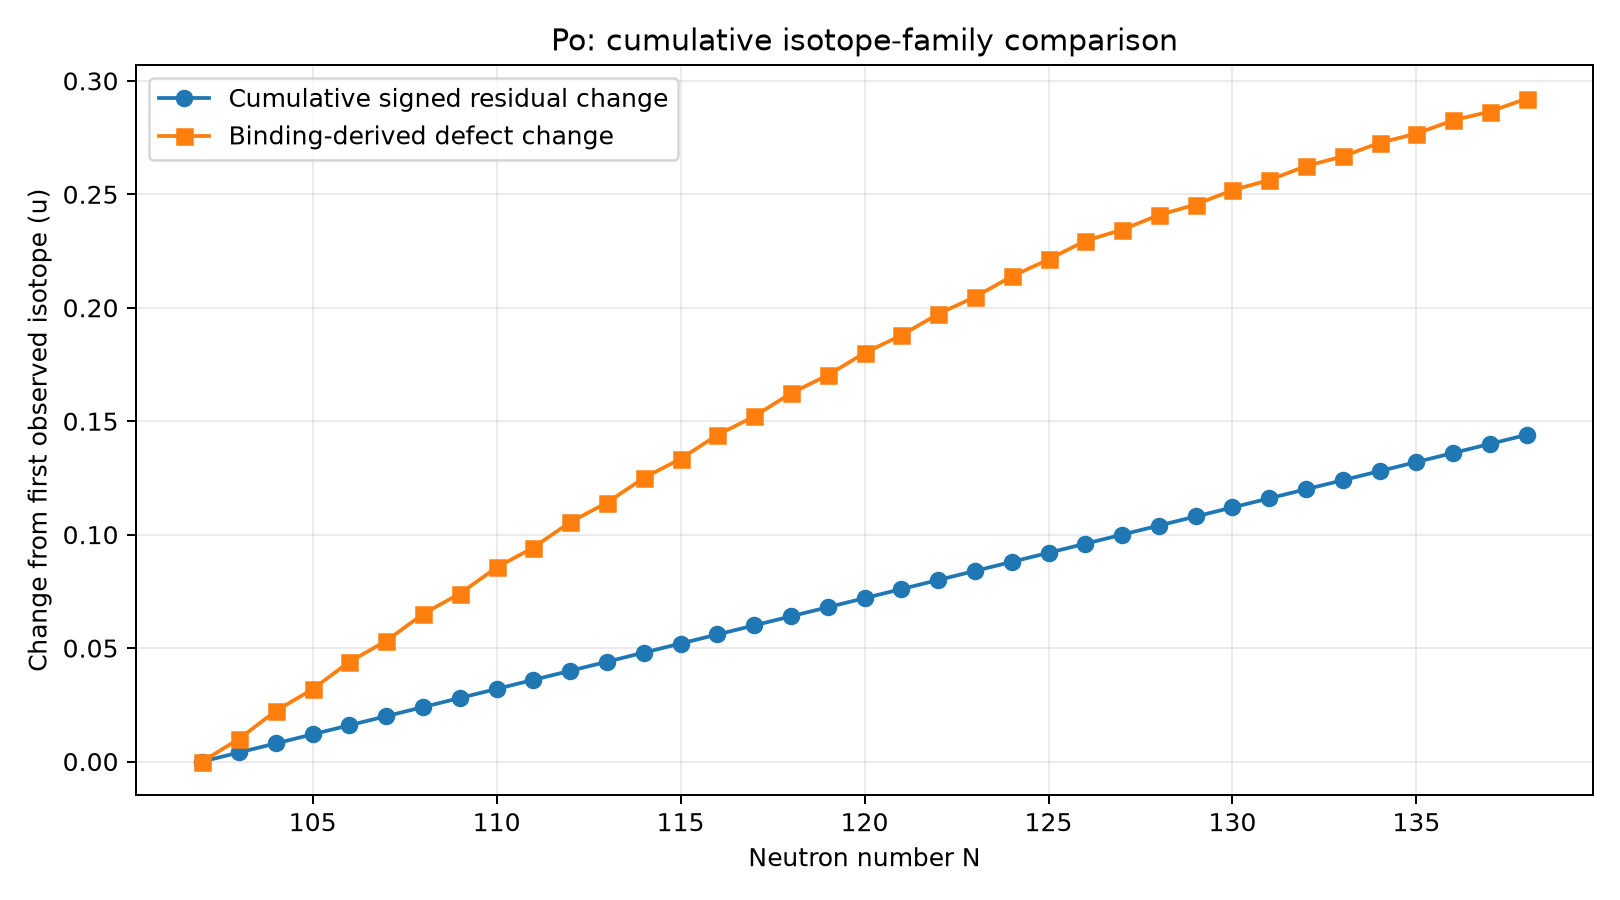 Po: cumulative isotope-family comparison
Cumulative signed residual change
Binding-derived defect change
Change from first observed isotope (u)
0.30
0.25
0.20
0.15
0.10
0.05
0.00
105 110 115 120 125 130 135
Neutron number N